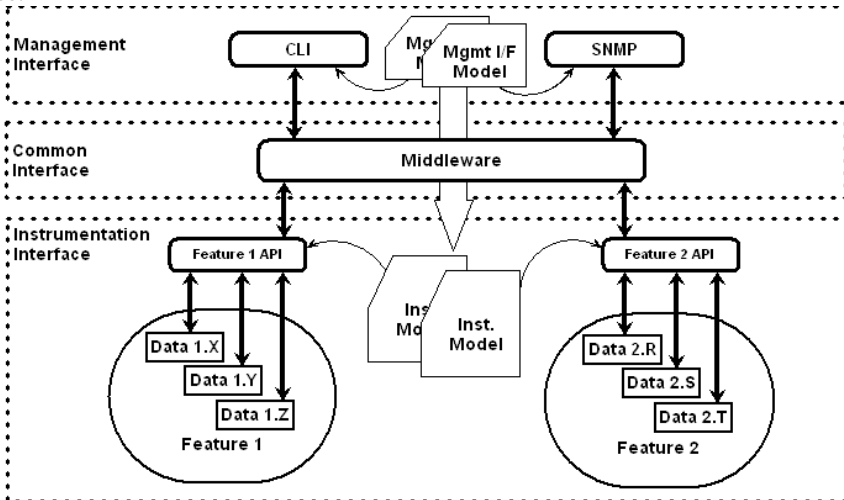 Management
Interface
CLI
Mgmt I/F
Model
SNMP
Common
Interface
Middleware
Instrumentation
Interface
Feature 1 API
Feature 2 API
Inst.
Model
Data 1.X
Data 1.Y
Data 1.Z
Feature 1
Data 2.R
Data 2.S
Data 2.T
Feature 2